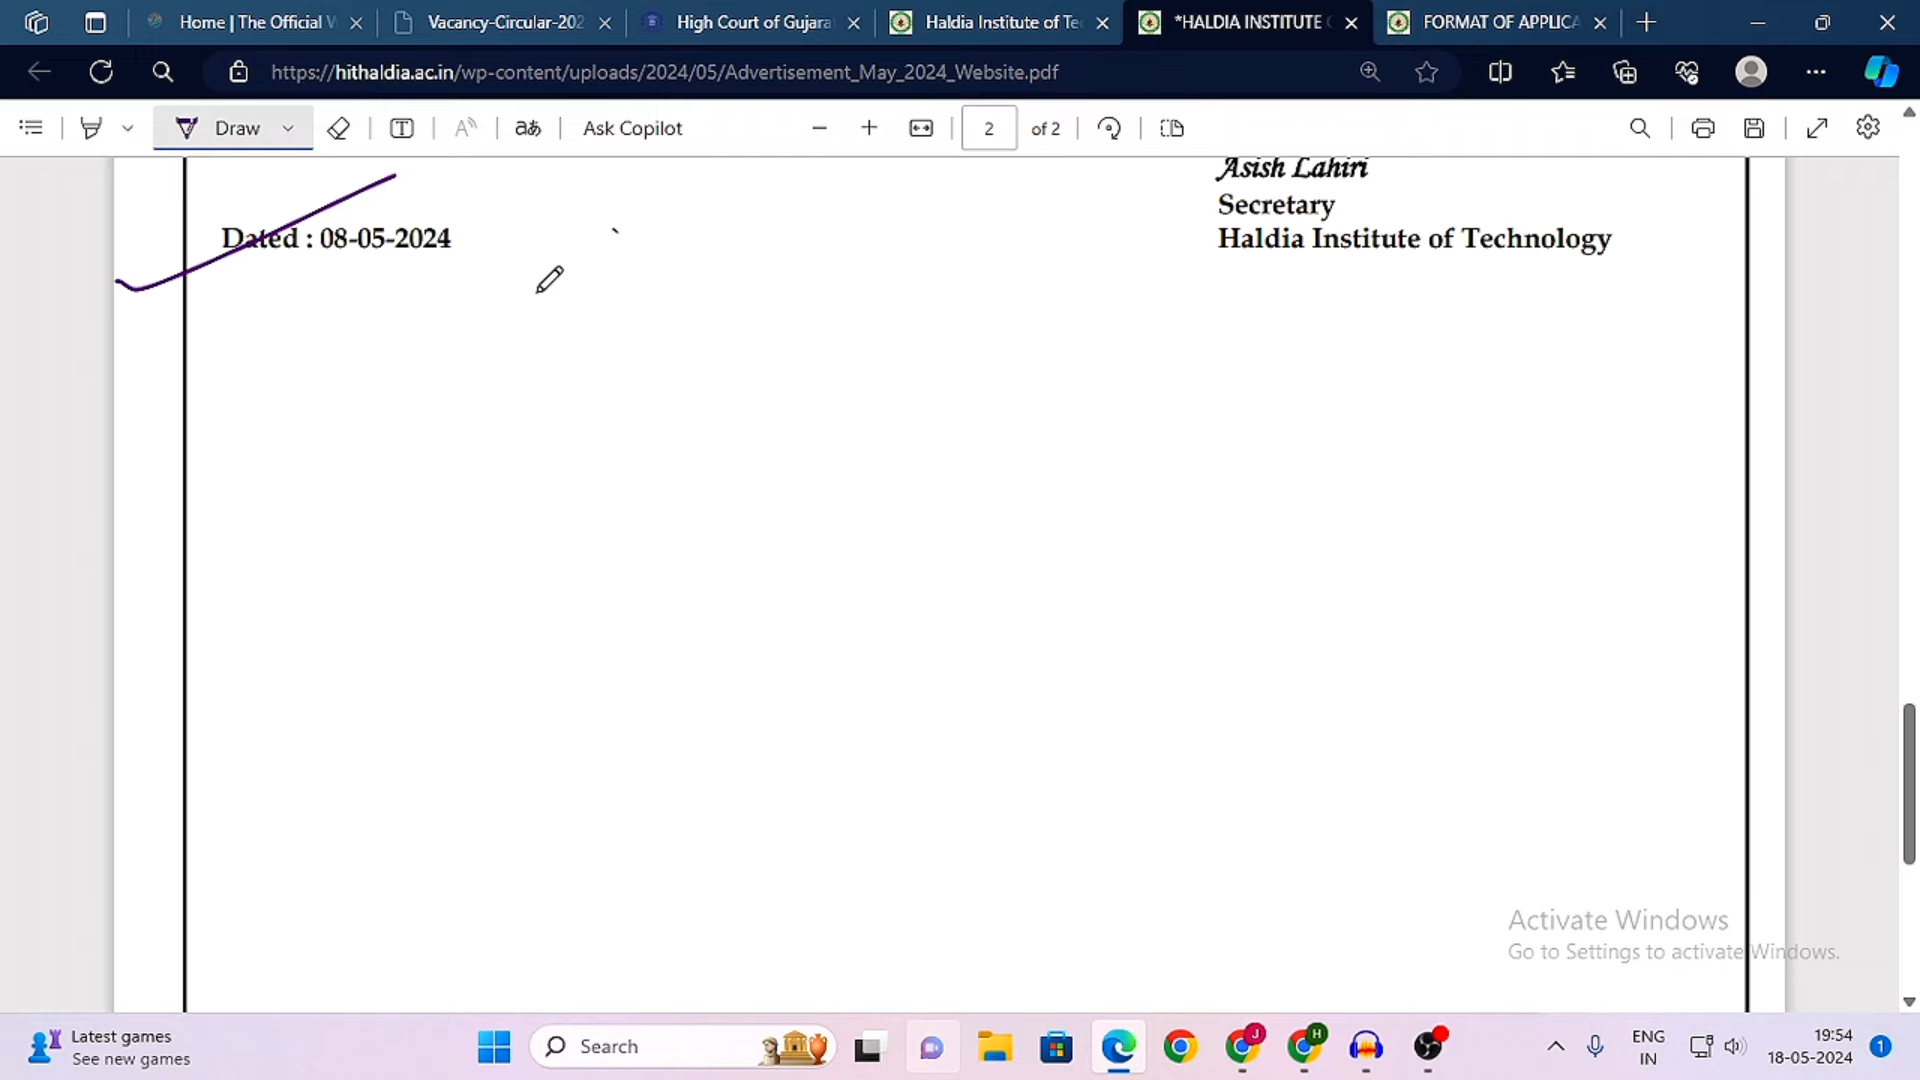 Home | The Official W
Vacancy-Circular-202
High Court of Gujara
Haldia Institute of Te
*HALDIA INSTITUTE O
FORMAT OF APPLICA
https://hithaldia.ac.in/wp-content/uploads/2024/05/Advertisement_May_2024_Website.pdf
Draw
aあ
Ask Copilot
2 of 2
Asish Lahiri
Secretary
Dated : 08-05-2024
Haldia Institute of Technology
Activate Windows
Go to Settings to activate Windows.
Latest games
See new games
Search
J
H
ENG
IN
19:54
18-05-2024
1